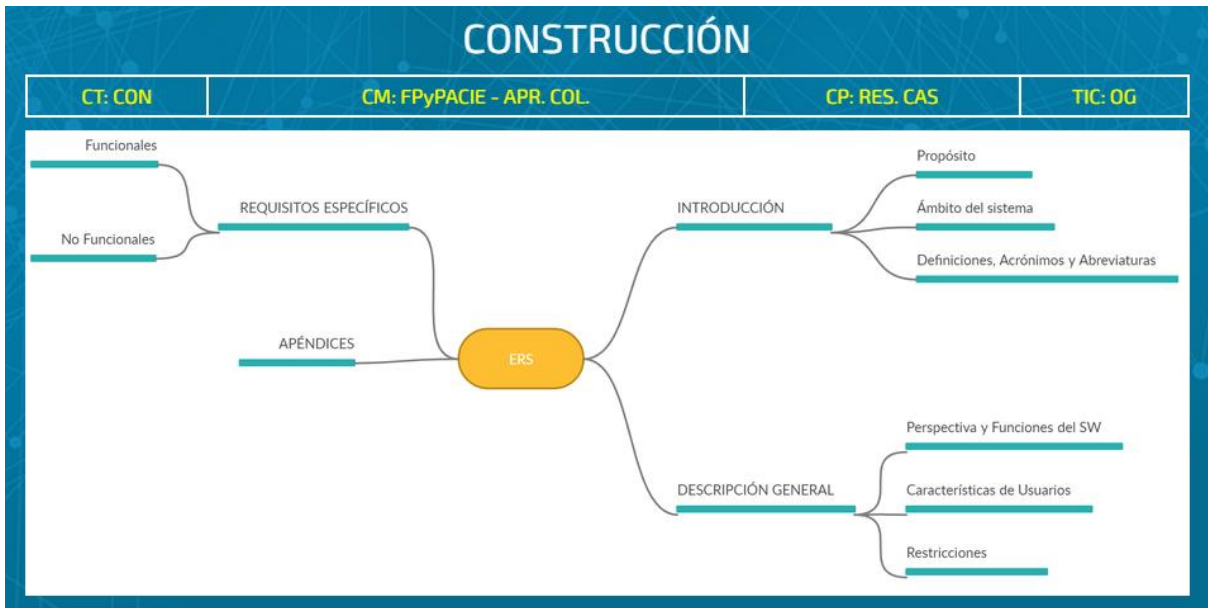 CONSTRUCCIÓN
CT: CON
CM: FPyPACIE - APR. COL.
CP: RES. CAS
TIC: OG
Funcionales
No Funcionales
REQUISITOS ESPECÍFICOS
APÉNDICES
ERS
INTRODUCCIÓN
Propósito
Ámbito del sistema
Definiciones, Acrónimos y Abreviaturas
DESCRIPCIÓN GENERAL
Perspectiva y Funciones del SW
Características de Usuarios
Restricciones